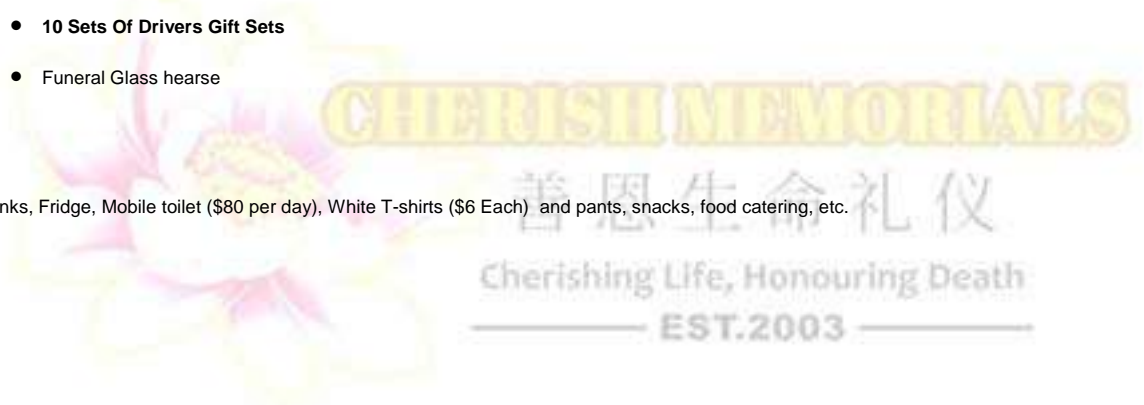 10 Sets Of Drivers Gift Sets
Funeral Glass hearse
CHERISH MEMORIALS
善恩生命礼仪
nks, Fridge, Mobile toilet ($80 per day), White T-shirts ($6 Each) and pants, snacks, food catering, etc.
Cherishing Life, Honouring Death
EST.2003